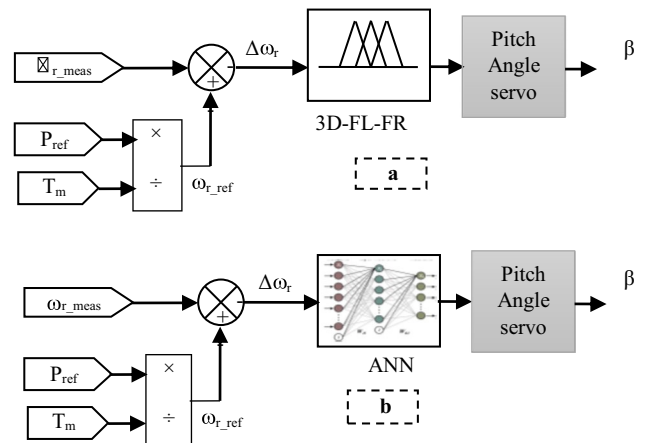 Δωr
β
Pitch
Angle
servo
☒ r_meas
-
+
3D-FL-FR
Pref
×
÷
Tm
ωr_ref
a
Δωr
β
Pitch
Angle
servo
ωr_meas
-
+
ANN
Pref
×
÷
Tm
ωr_ref
b